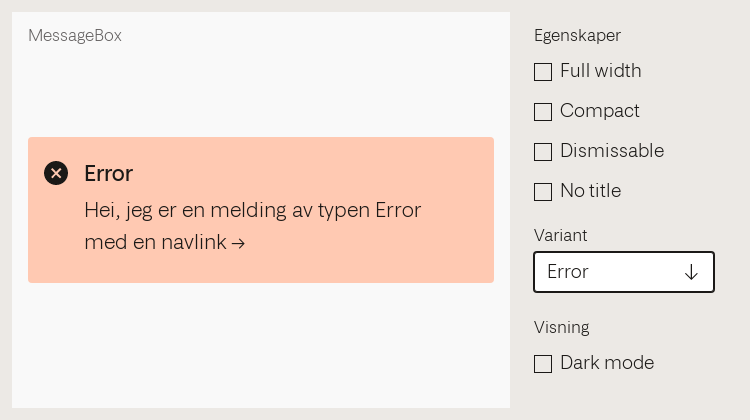 MessageBox
Error
Hei, jeg er en melding av typen Error
med en navlink →
Egenskaper
Full width
Compact
Dismissable
No title
Variant
Error
Visning
Dark mode